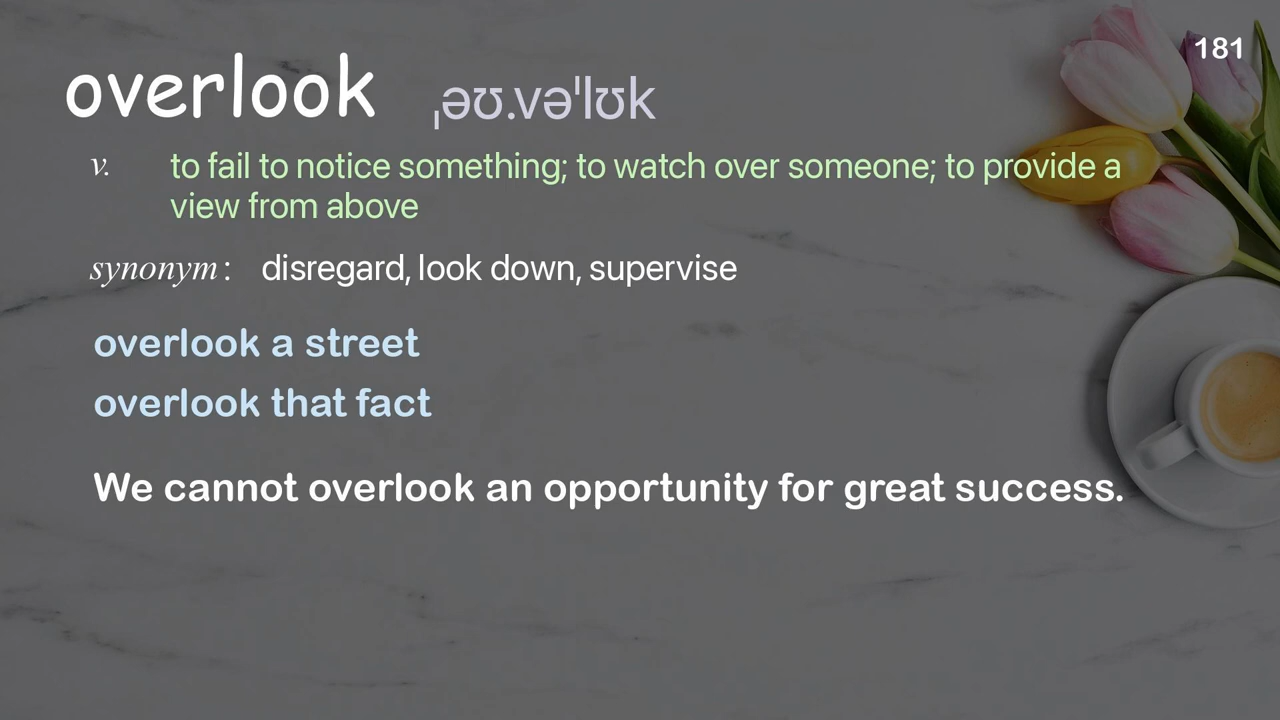 181
overlook ˌəʊ.vəˈlʊk
v. to fail to notice something; to watch over someone; to provide a
view from above
synonym : disregard, look down, supervise
overlook a street
overlook that fact
We cannot overlook an opportunity for great success.